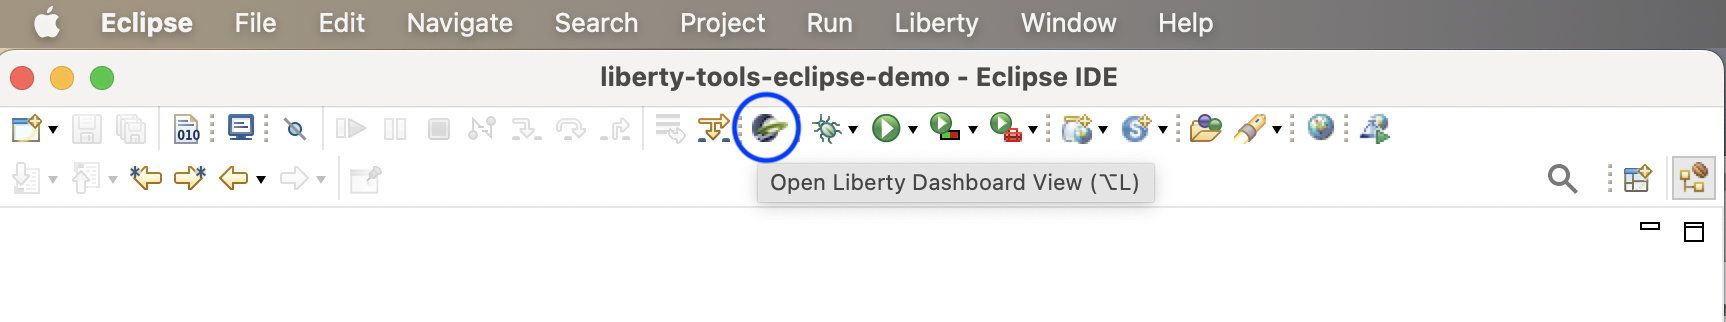 Eclipse File Edit Navigate Search Project Run Liberty Window Help
liberty-tools-eclipse-demo - Eclipse IDE
010
S
Open Liberty Dashboard View (⌥L)